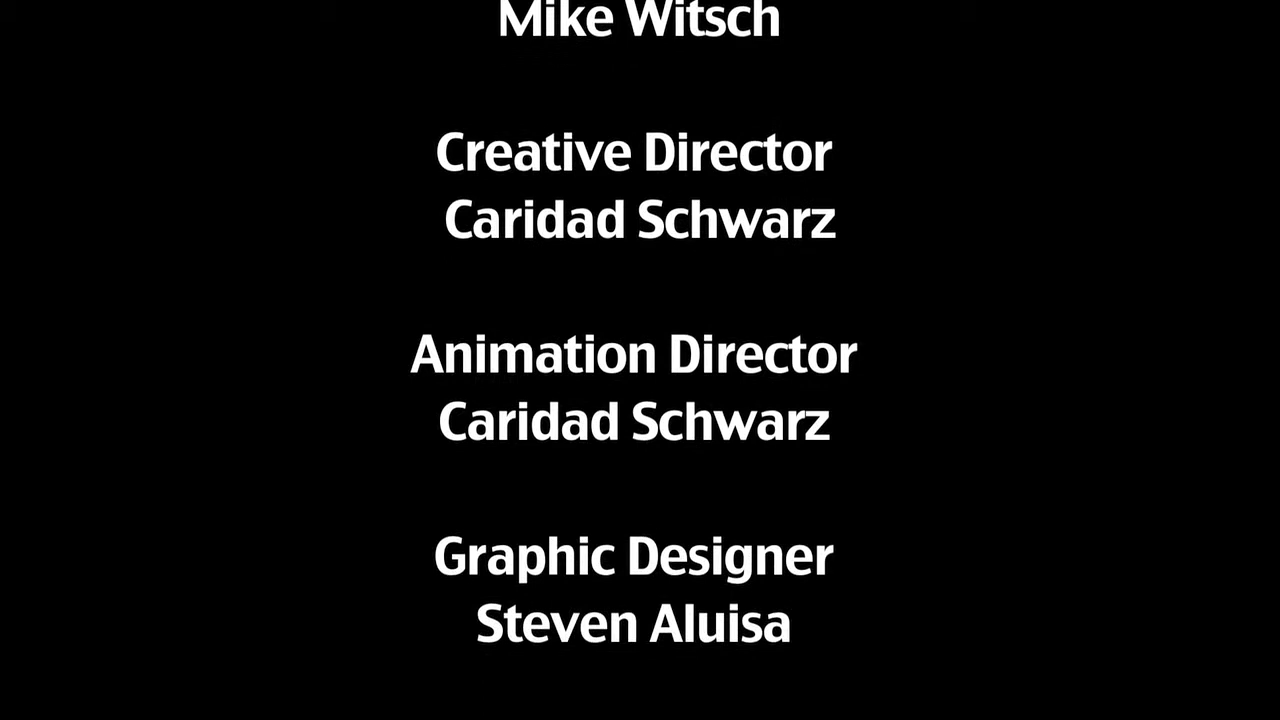 Mike Witsch
Creative Director
Caridad Schwarz
Animation Director
Caridad Schwarz
Graphic Designer
Steven Aluisa